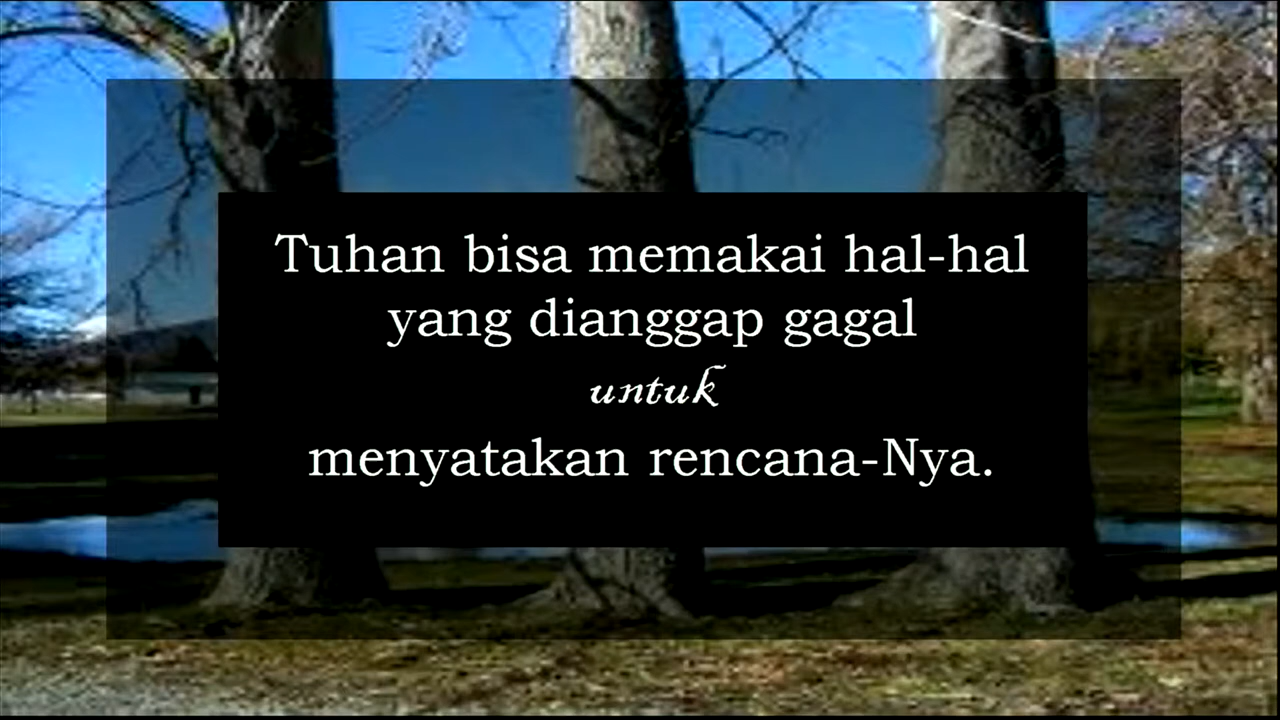 Tuhan bisa memakai hal-hal
yang dianggap gagal
untuk
menyatakan rencana-Nya.